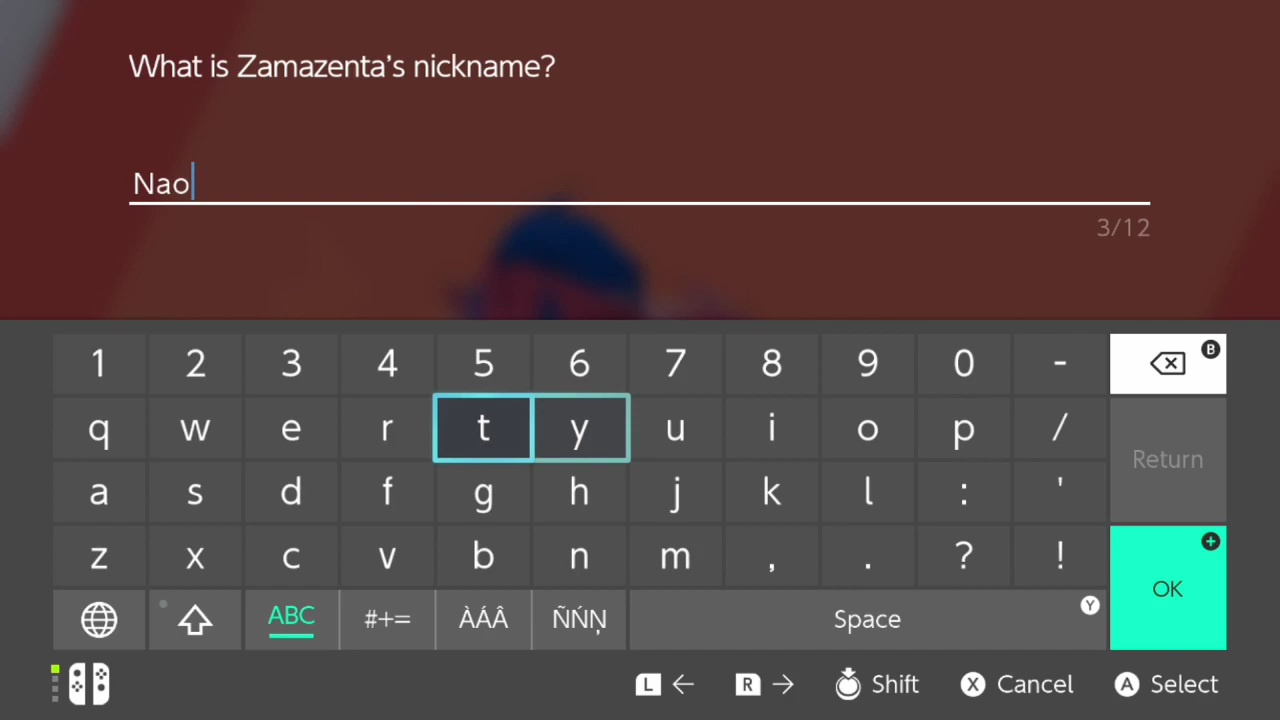 What is Zamazenta's nickname?
Nao
3/12
1 2 3 4 5 6 7 8 9 0 - B
q w e r t y u i o p /
Return
a s d f g h j k l : '
z x c v b n m , . ? ! +
OK
ABC #+= ÀÁÂ ÑŃŅ Space Y
L ← R → Shift X Cancel A Select